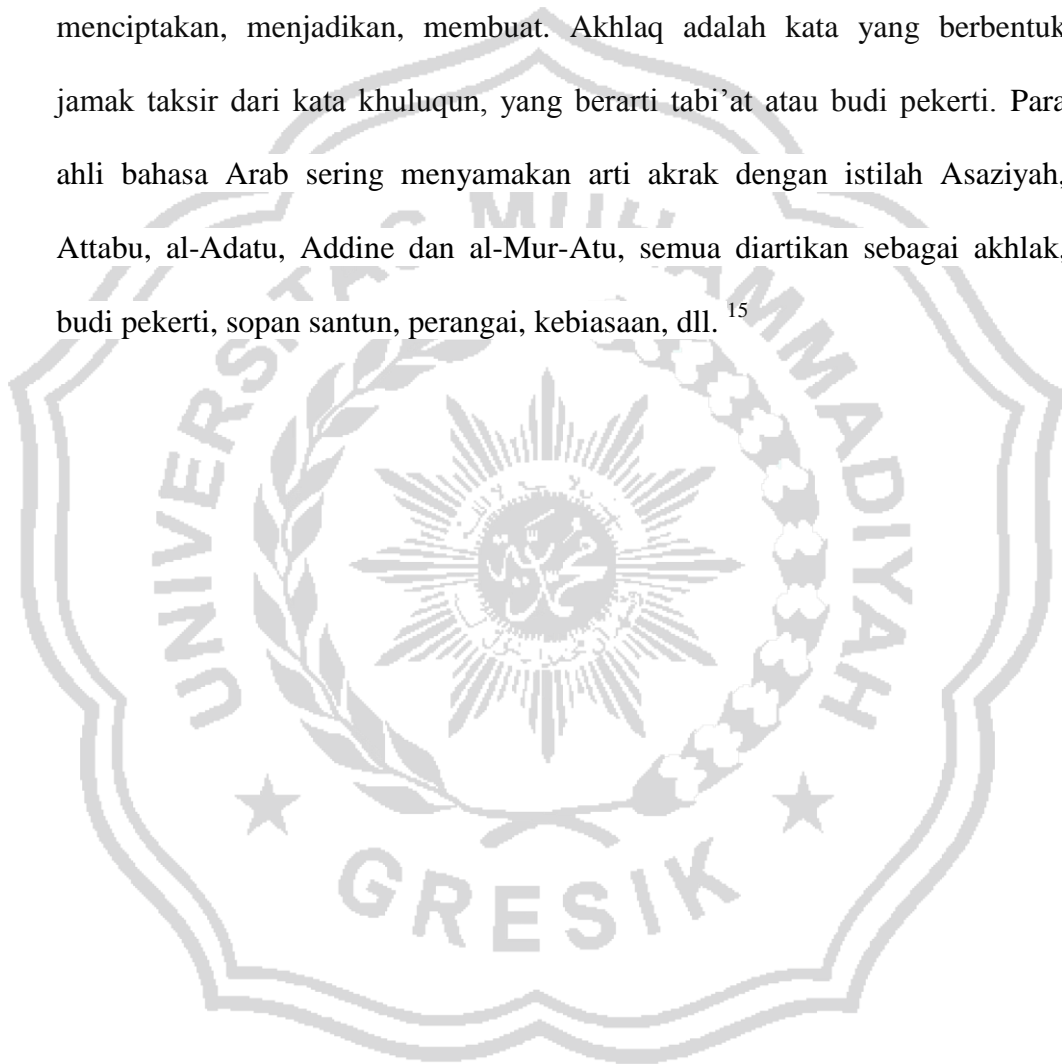 menciptakan, menjadikan, membuat. Akhlaq adalah kata yang berbentuk
jamak taksir dari kata khuluqun, yang berarti tabi’at atau budi pekerti. Para
ahli bahasa Arab sering menyamakan arti akrak dengan istilah Asaziyah,
Attabu, al-Adatu, Addine dan al-Mur-Atu, semua diartikan sebagai akhlak,
budi pekerti, sopan santun, perangai, kebiasaan, dll. 15
UNIVERSITAS MUHAMMADIYAH
GRESIK